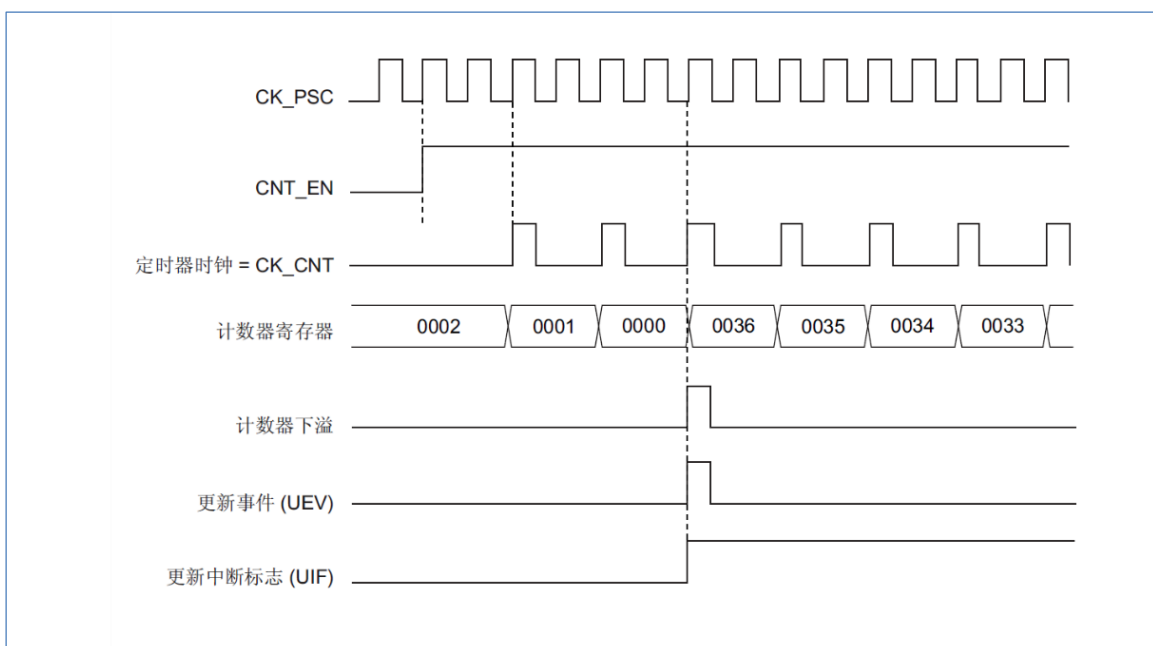 CK_PSC
CNT_EN
定时器时钟 = CK_CNT
计数器寄存器 0002 0001 0000 0036 0035 0034 0033
计数器下溢
更新事件 (UEV)
更新中断标志 (UIF)